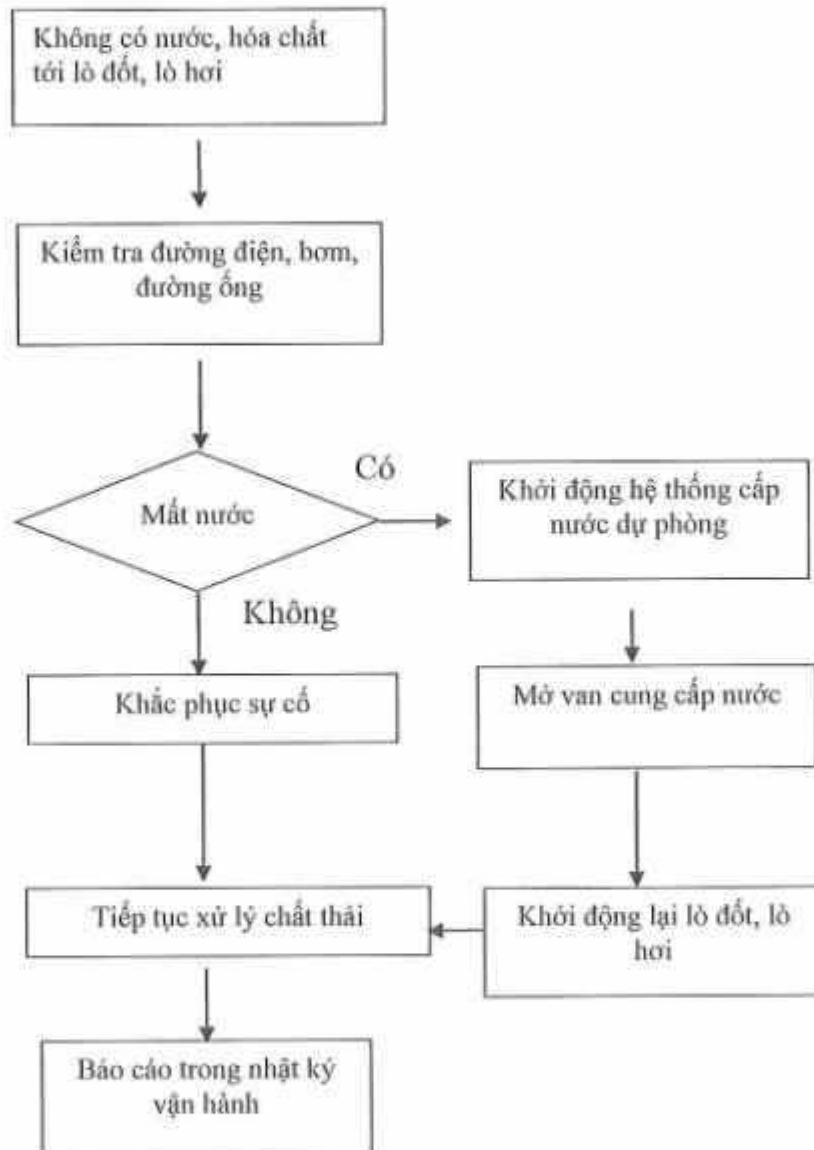 Không có nước, hóa chất
tới lò đốt, lò hơi
Kiểm tra đường điện, bơm,
đường ống
Mất nước
Có
Khởi động hệ thống cấp
nước dự phòng
Không
Khắc phục sự cố
Mở van cung cấp nước
Tiếp tục xử lý chất thải
Khởi động lại lò đốt, lò
hơi
Báo cáo trong nhật ký
vận hành